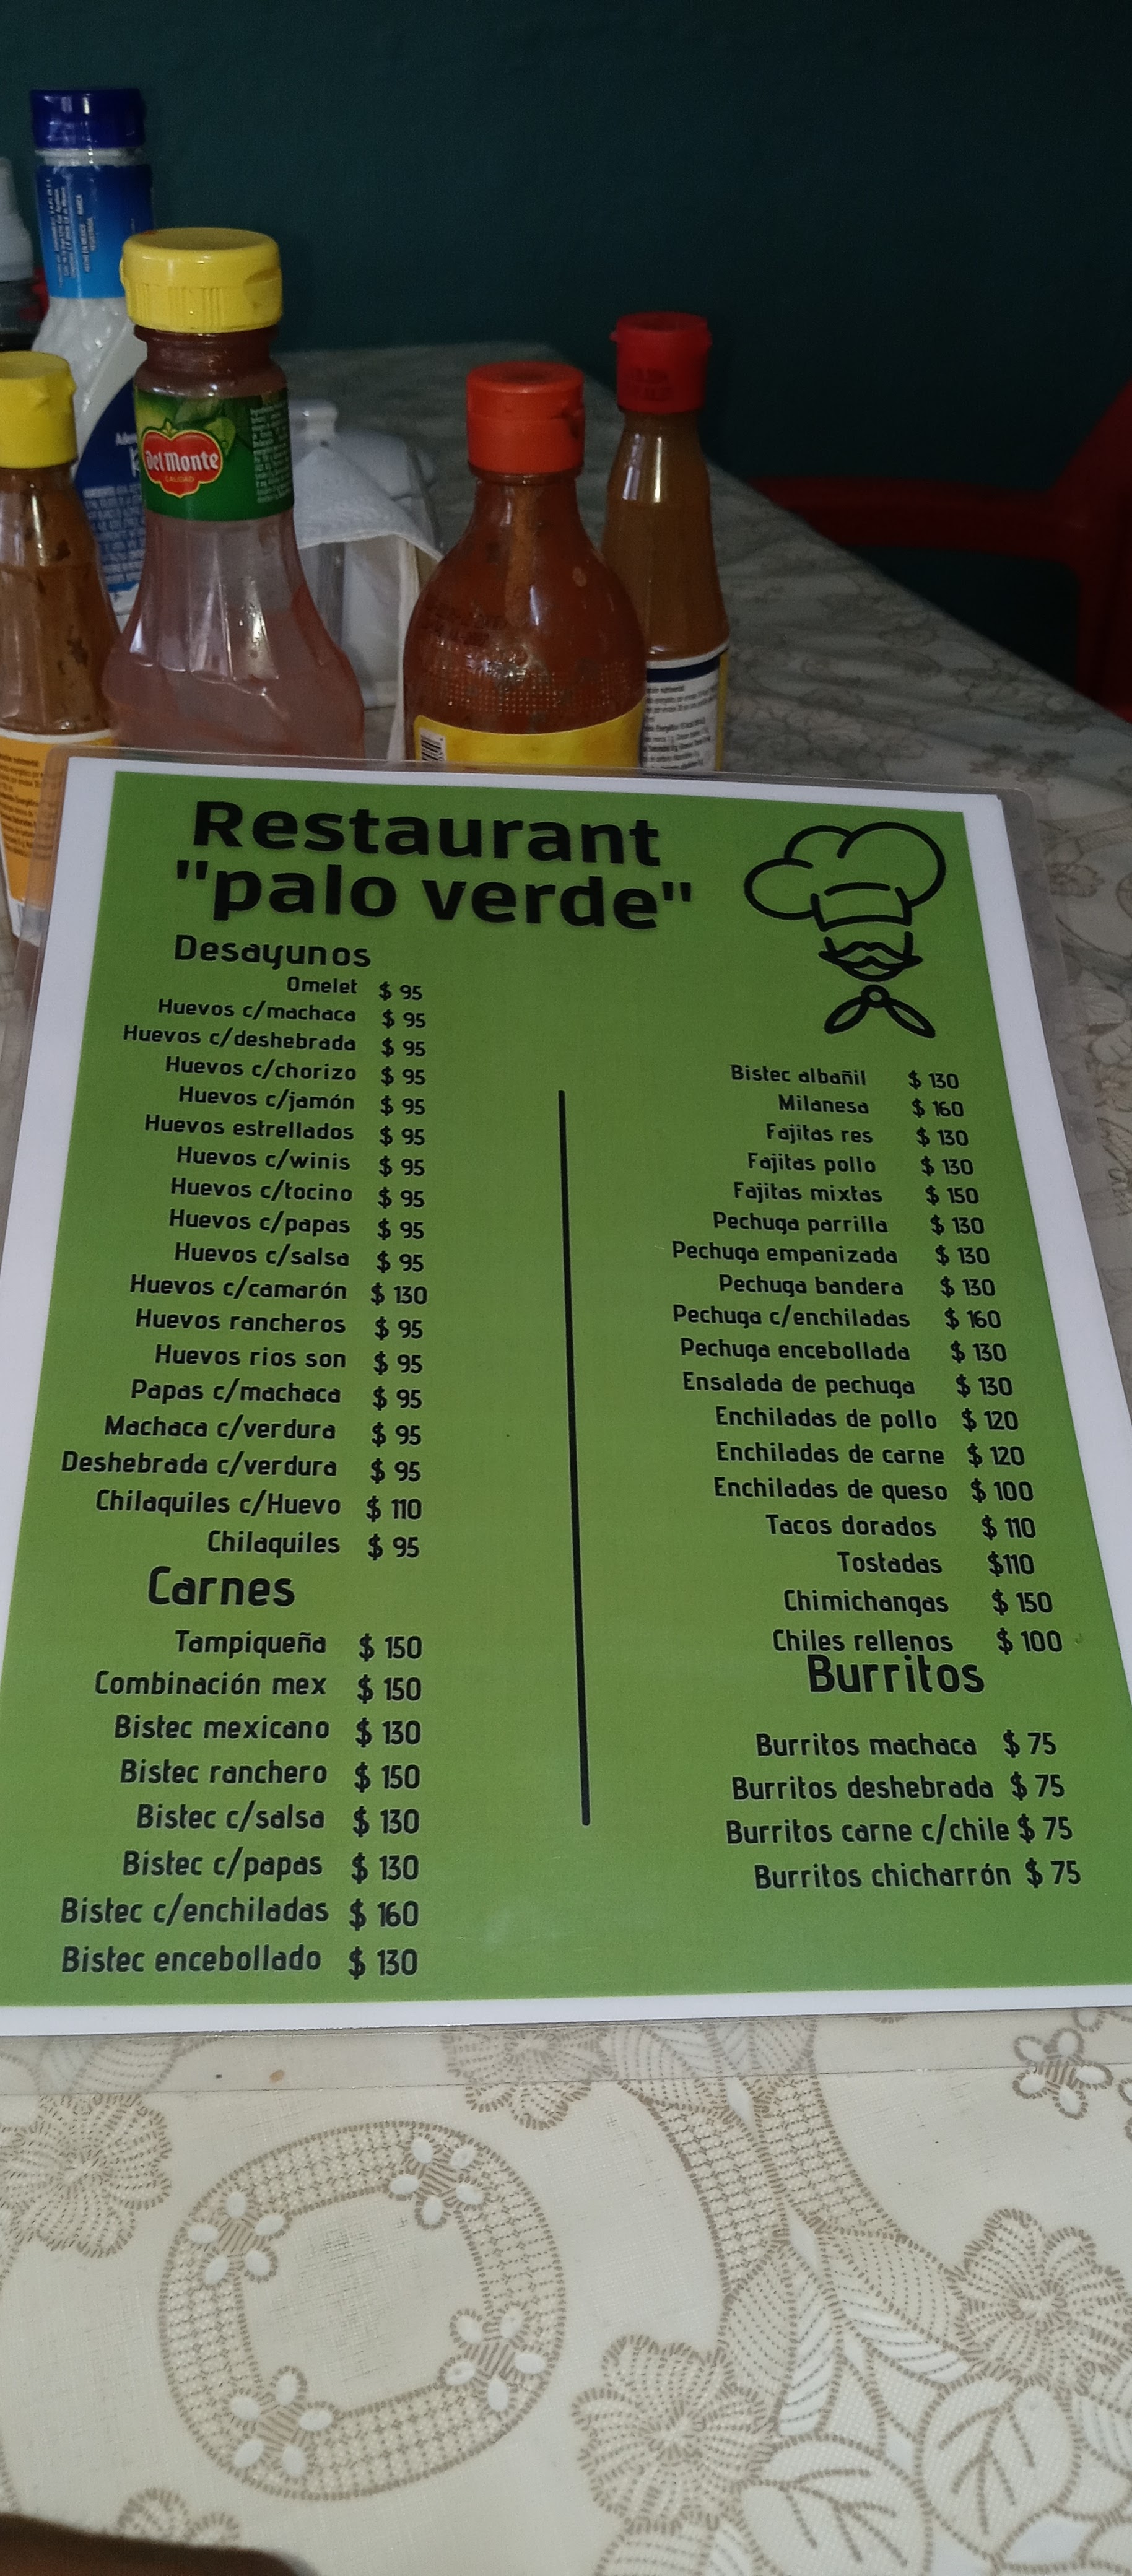 Del Monte
CALIDAD
Restaurant
"palo verde"
Desayunos
Omelet $ 95
Huevos c/machaca $ 95
Huevos c/deshebrada $ 95
Huevos c/chorizo $ 95
Huevos c/jamón $ 95
Huevos estrellados $ 95
Huevos c/winis $ 95
Huevos c/tocino $ 95
Huevos c/papas $ 95
Huevos c/salsa $ 95
Huevos c/camarón $ 130
Huevos rancheros $ 95
Huevos rios son $ 95
Papas c/machaca $ 95
Machaca c/verdura $ 95
Deshebrada c/verdura $ 95
Chilaquiles c/Huevo $ 110
Chilaquiles $ 95
Carnes
Tampiqueña $ 150
Combinación mex $ 150
Bistec mexicano $ 130
Bistec ranchero $ 150
Bistec c/salsa $ 130
Bistec c/papas $ 130
Bistec c/enchiladas $ 160
Bistec encebollado $ 130
Bistec albañil $ 130
Milanesa $ 160
Fajitas res $ 130
Fajitas pollo $ 130
Fajitas mixtas $ 150
Pechuga parrilla $ 130
Pechuga empanizada $ 130
Pechuga bandera $ 130
Pechuga c/enchiladas $ 160
Pechuga encebollada $ 130
Ensalada de pechuga $ 130
Enchiladas de pollo $ 120
Enchiladas de carne $ 120
Enchiladas de queso $ 100
Tacos dorados $ 110
Tostadas $110
Chimichangas $ 150
Chiles rellenos $ 100
Burritos
Burritos machaca $ 75
Burritos deshebrada $ 75
Burritos carne c/chile $ 75
Burritos chicharrón $ 75